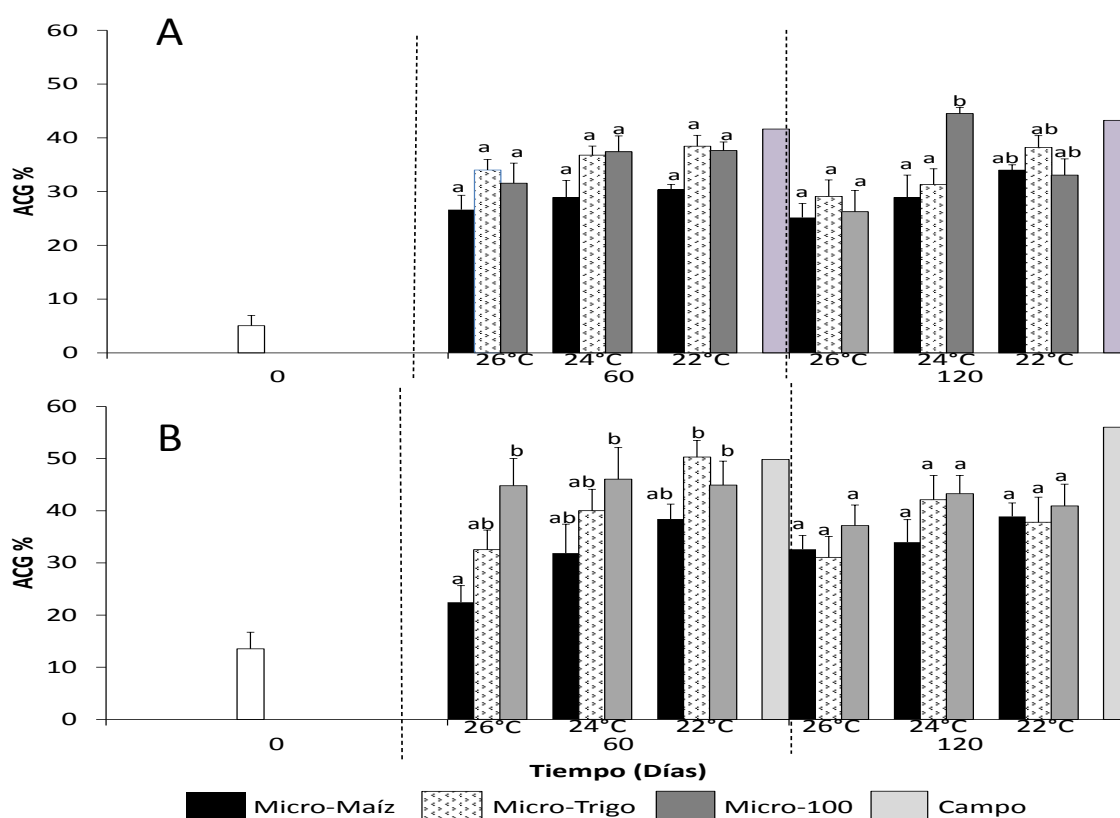 A
60
50
40
30
20
10
0
ACG %
a a a a a a a a a a a a a a b ab ab ab
26°C 24°C 22°C 26°C 24°C 22°C
0 60 120
B
60
50
40
30
20
10
0
ACG %
a ab b ab ab b ab b b a a a a a a a a a
26°C 24°C 22°C 26°C 24°C 22°C
0 60 120
Tiempo (Días)
Micro-Maíz Micro-Trigo Micro-100 Campo